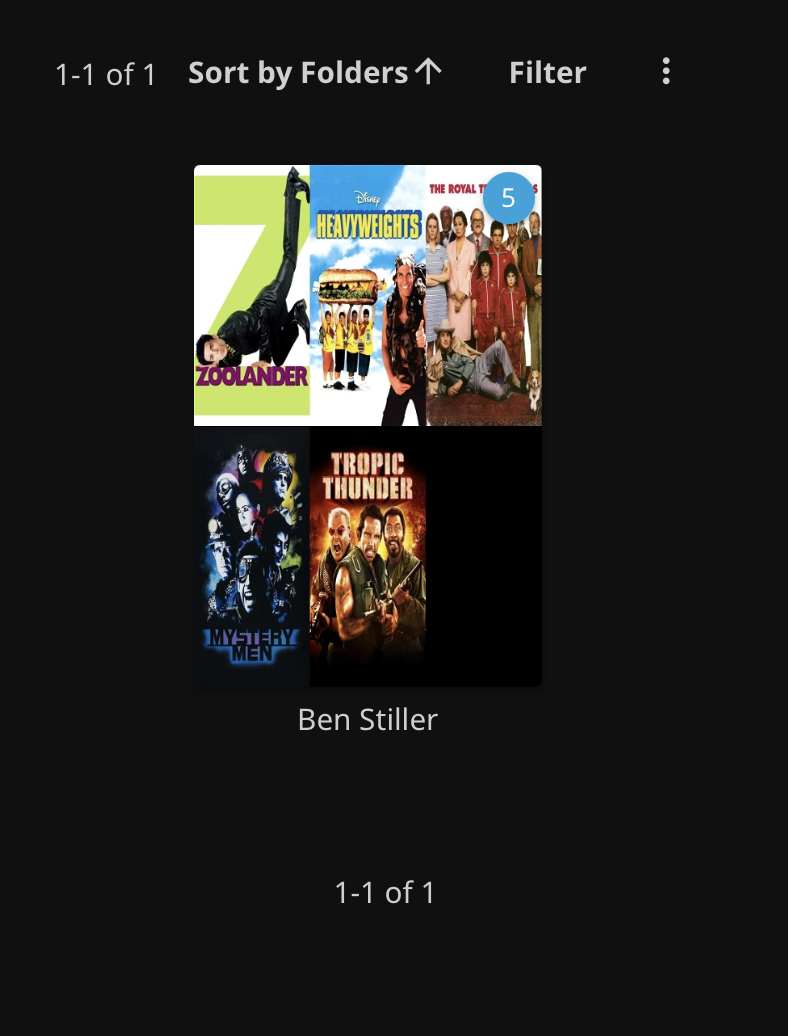 1-1 of 1 Sort by Folders Filter
5
ZOOLANDER
Disney
HEAVYWEIGHTS
THE ROYAL
MYSTERY
MEN
TROPIC
THUNDER
Ben Stiller
1-1 of 1